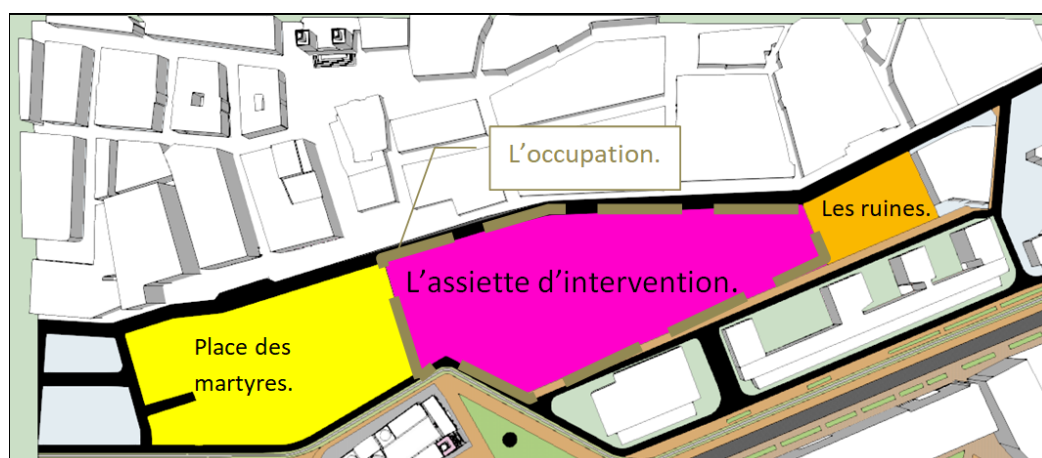 L'occupation.
Les ruines.
L'assiette d'intervention.
Place des
martyres.